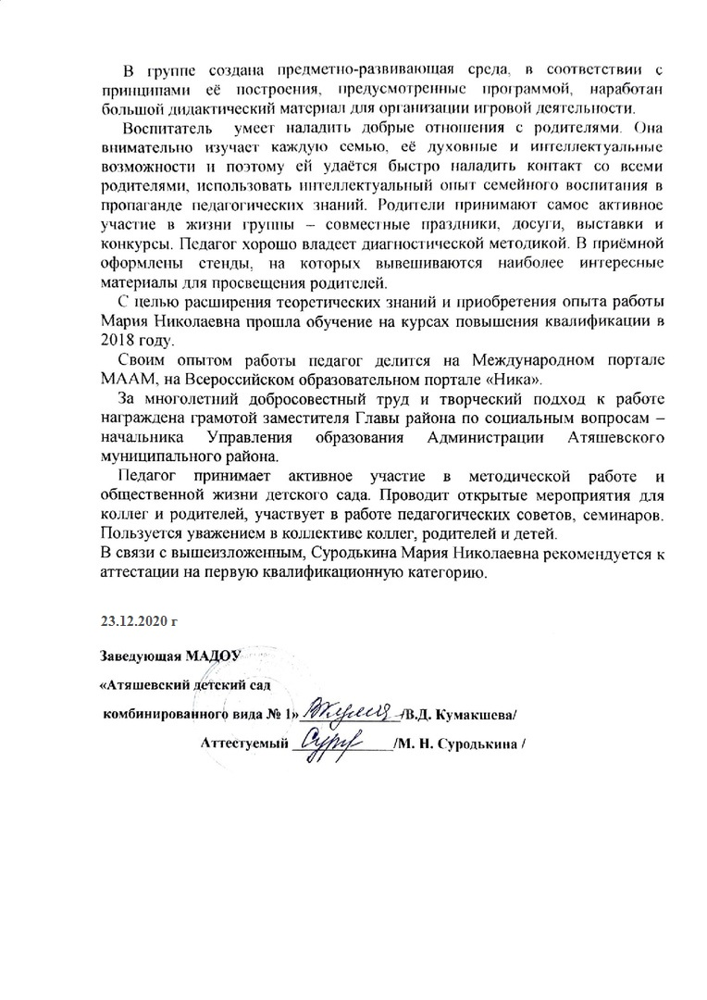 В группе создана предметно-развивающая среда, в соответствии с
принципами её построения, предусмотренные программой, наработан
большой дидактический материал для организации игровой деятельности.
Воспитатель умеет наладить добрые отношения с родителями. Она
внимательно изучает каждую семью, её духовные и интеллектуальные
возможности и поэтому ей удаётся быстро наладить контакт со всеми
родителями, использовать интеллектуальный опыт семейного воспитания в
пропаганде педагогических знаний. Родители принимают самое активное
участие в жизни группы – совместные праздники, досуги, выставки и
конкурсы. Педагог хорошо владеет диагностической методикой. В приёмной
оформлены стенды, на которых вывешиваются наиболее интересные
материалы для просвещения родителей.
С целью расширения теоретических знаний и приобретения опыта работы
Мария Николаевна прошла обучение на курсах повышения квалификации в
2018 году.
Своим опытом работы педагог делится на Международном портале
МААМ, на Всероссийском образовательном портале «Ника».
За многолетний добросовестный труд и творческий подход к работе
награждена грамотой заместителя Главы района по социальным вопросам –
начальника Управления образования Администрации Атяшевского
муниципального района.
Педагог принимает активное участие в методической работе и
общественной жизни детского сада. Проводит открытые мероприятия для
коллег и родителей, участвует в работе педагогических советов, семинаров.
Пользуется уважением в коллективе коллег, родителей и детей.
В связи с вышеизложенным, Суродькина Мария Николаевна рекомендуется к
аттестации на первую квалификационную категорию.
23.12.2020 г
Заведующая МАДОУ
«Атяшевский детский сад
комбинированного вида № 1» /В.Д. Кумакшева/
Аттестуемый /М. Н. Суродькина /